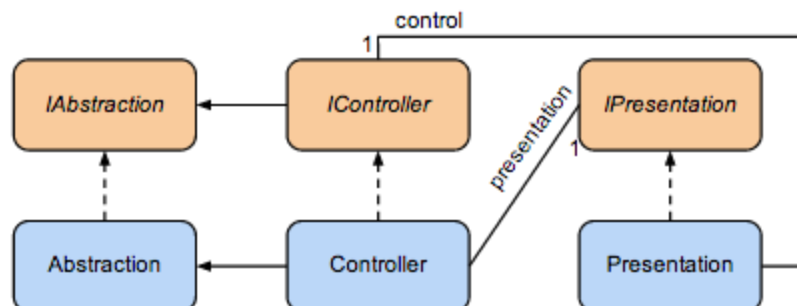 control
1
IAbstraction
IController
presentation
IPresentation
1
Abstraction
Controller
Presentation